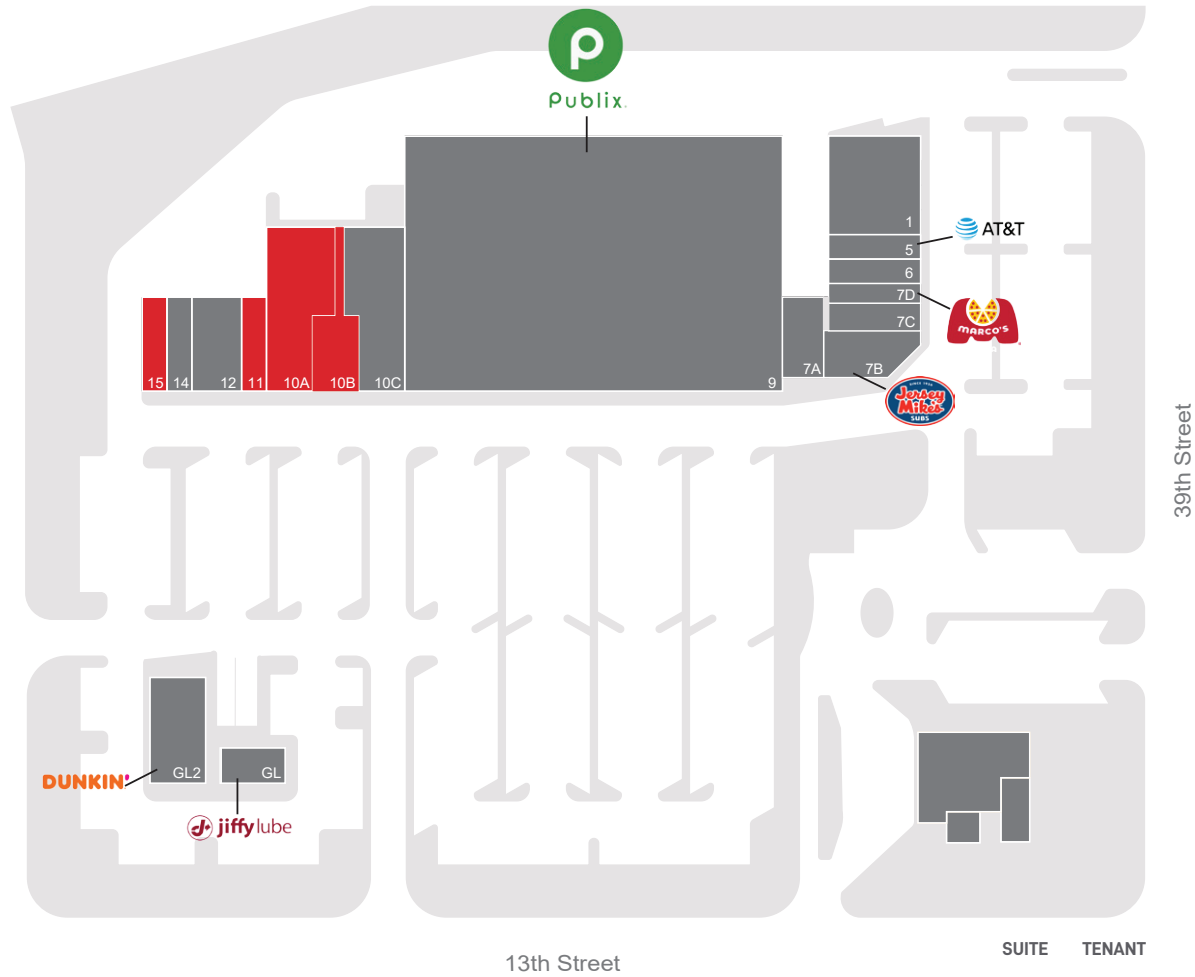 Publix
1
AT&T
5
6
7D
MARCO'S
7C
7A
7B
15
14
12
11
10A
10B
10C
9
Jersey
Mike's
SUBS
39th Street
GL2
GL
DUNKIN'
jiffy lube
SUITE TENANT
13th Street